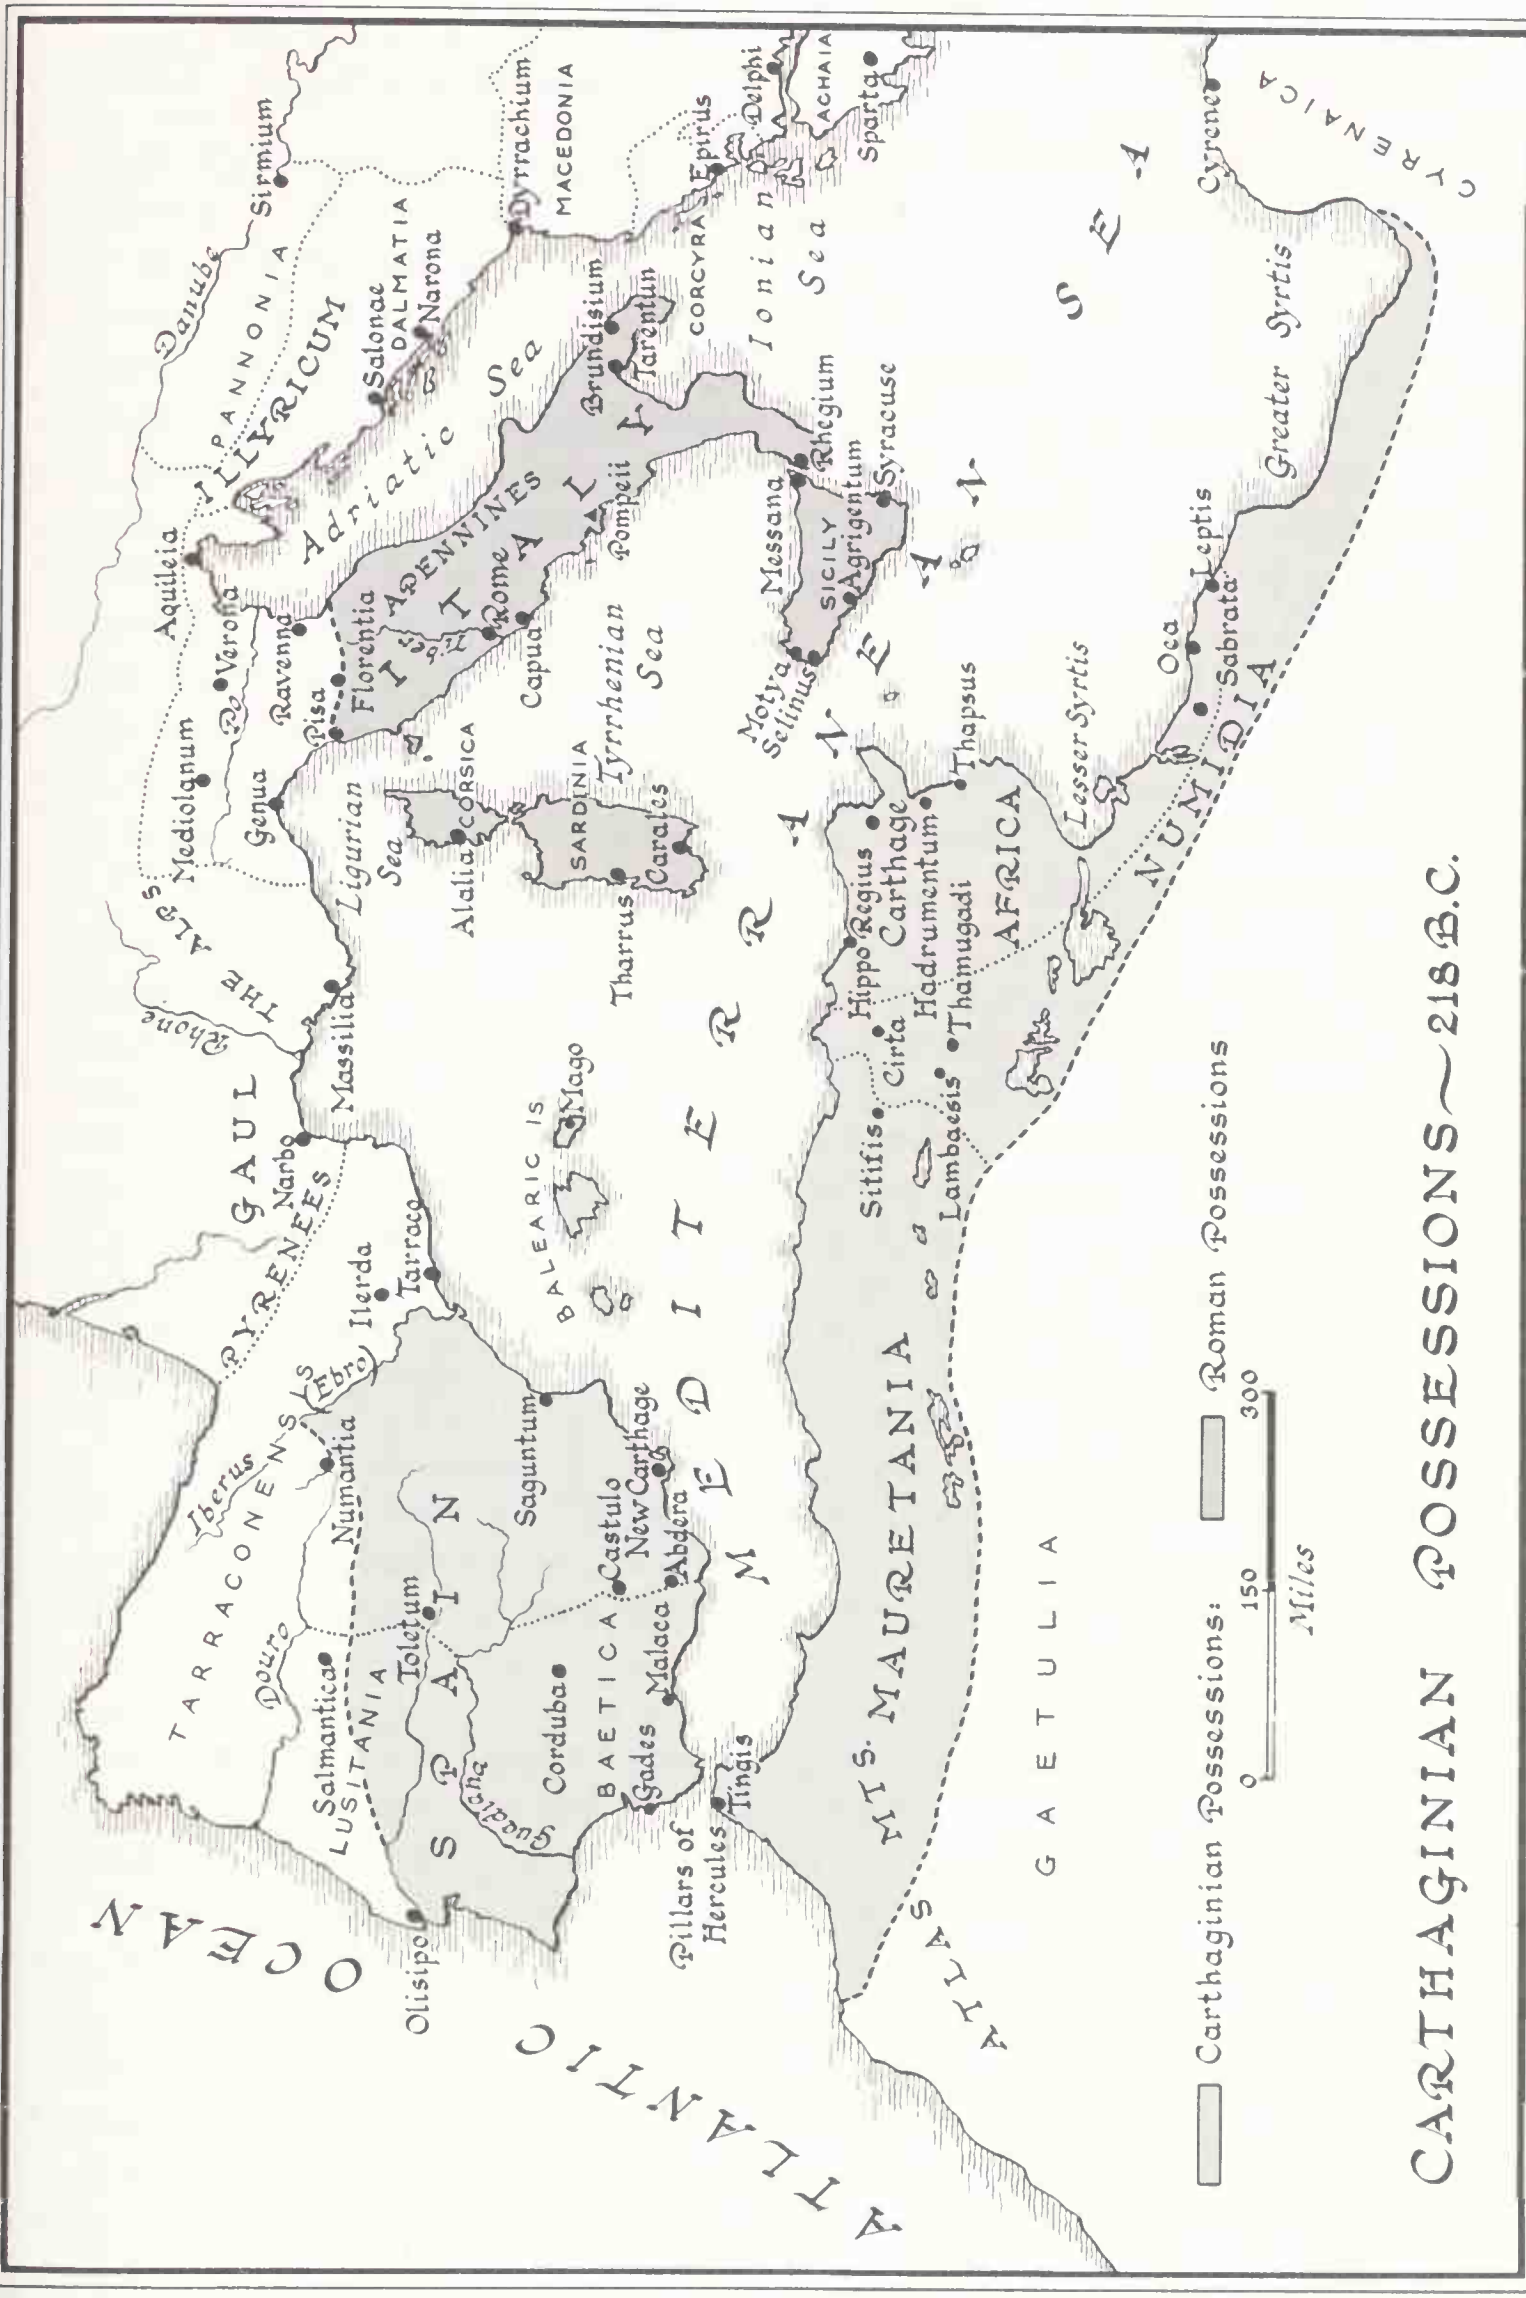 ATLANTIC OCEAN
TARRACONENSIS
Iberus
(Ebro)
PYRENEES
GAUL
Narbo
Massilia
Rhone
THE ALPS
Mediolanum
Genua
Verona
Po
Ravenna
Pisa
Florentia
Aquileia
Danube
PANNONIA
ILLYRICUM
Sirmium
Salonae
DALMATIA
Narona
Dyrrachium
MACEDONIA
Adriatic Sea
APENNINES
ITALY
Tiber
Rome
Capua
Pompeii
Brundisium
Tarentun
CORCYRA
Epirus
Delphi
ACHAIA
Sparta
Ionian
Sea
Ligurian
Sea
Alalia
CORSICA
SARDINIA
Tharrus
Carales
Tyrrhenian
Sea
Messana
Rhegium
SICILY
Agrigentum
Syracuse
Motya
Selinus
Douro
Salmantica
LUSITANIA
Numantia
Ilerda
Tarraco
Toletum
SPAIN
Guadiana
Olisipo
Corduba
BAETICA
Castulo
Saguntum
New Carthage
Abdera
Malaca
Gades
Pillars of
Hercules
Tingis
BALEARIC IS
Mago
MEDITERRANEAN SEA
MTS. MAURETANIA
ATLAS
GAETULIA
Sitifis
Cirta
Lambaesis
Thamugadi
Hippo Regius
Carthage
Hadrumentum
Thapsus
AFRICA
Lesser Syrtis
NUMIDIA
Oea
Sabrata
Leptis
Greater Syrtis
Cyrene
CYRENAICA
Carthaginian Possessions:
Roman Possessions
0 150 300
Miles
CARTHAGINIAN POSSESSIONS~218 B.C.